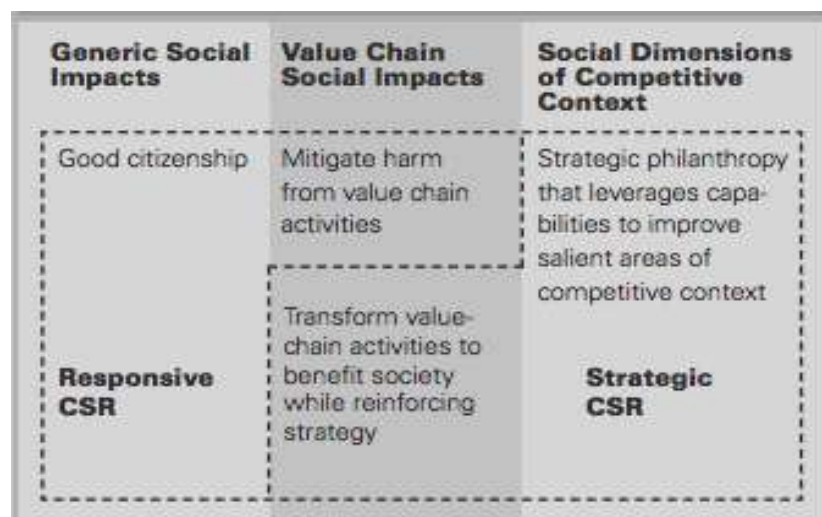 Generic Social
Impacts
Value Chain
Social Impacts
Social Dimensions
of Competitive
Context
Good citizenship
Mitigate harm
from value chain
activities
Strategic philanthropy
that leverages capa-
bilities to improve
salient areas of
competitive context
Transform value-
chain activities to
benefit society
while reinforcing
strategy
Responsive
CSR
Strategic
CSR